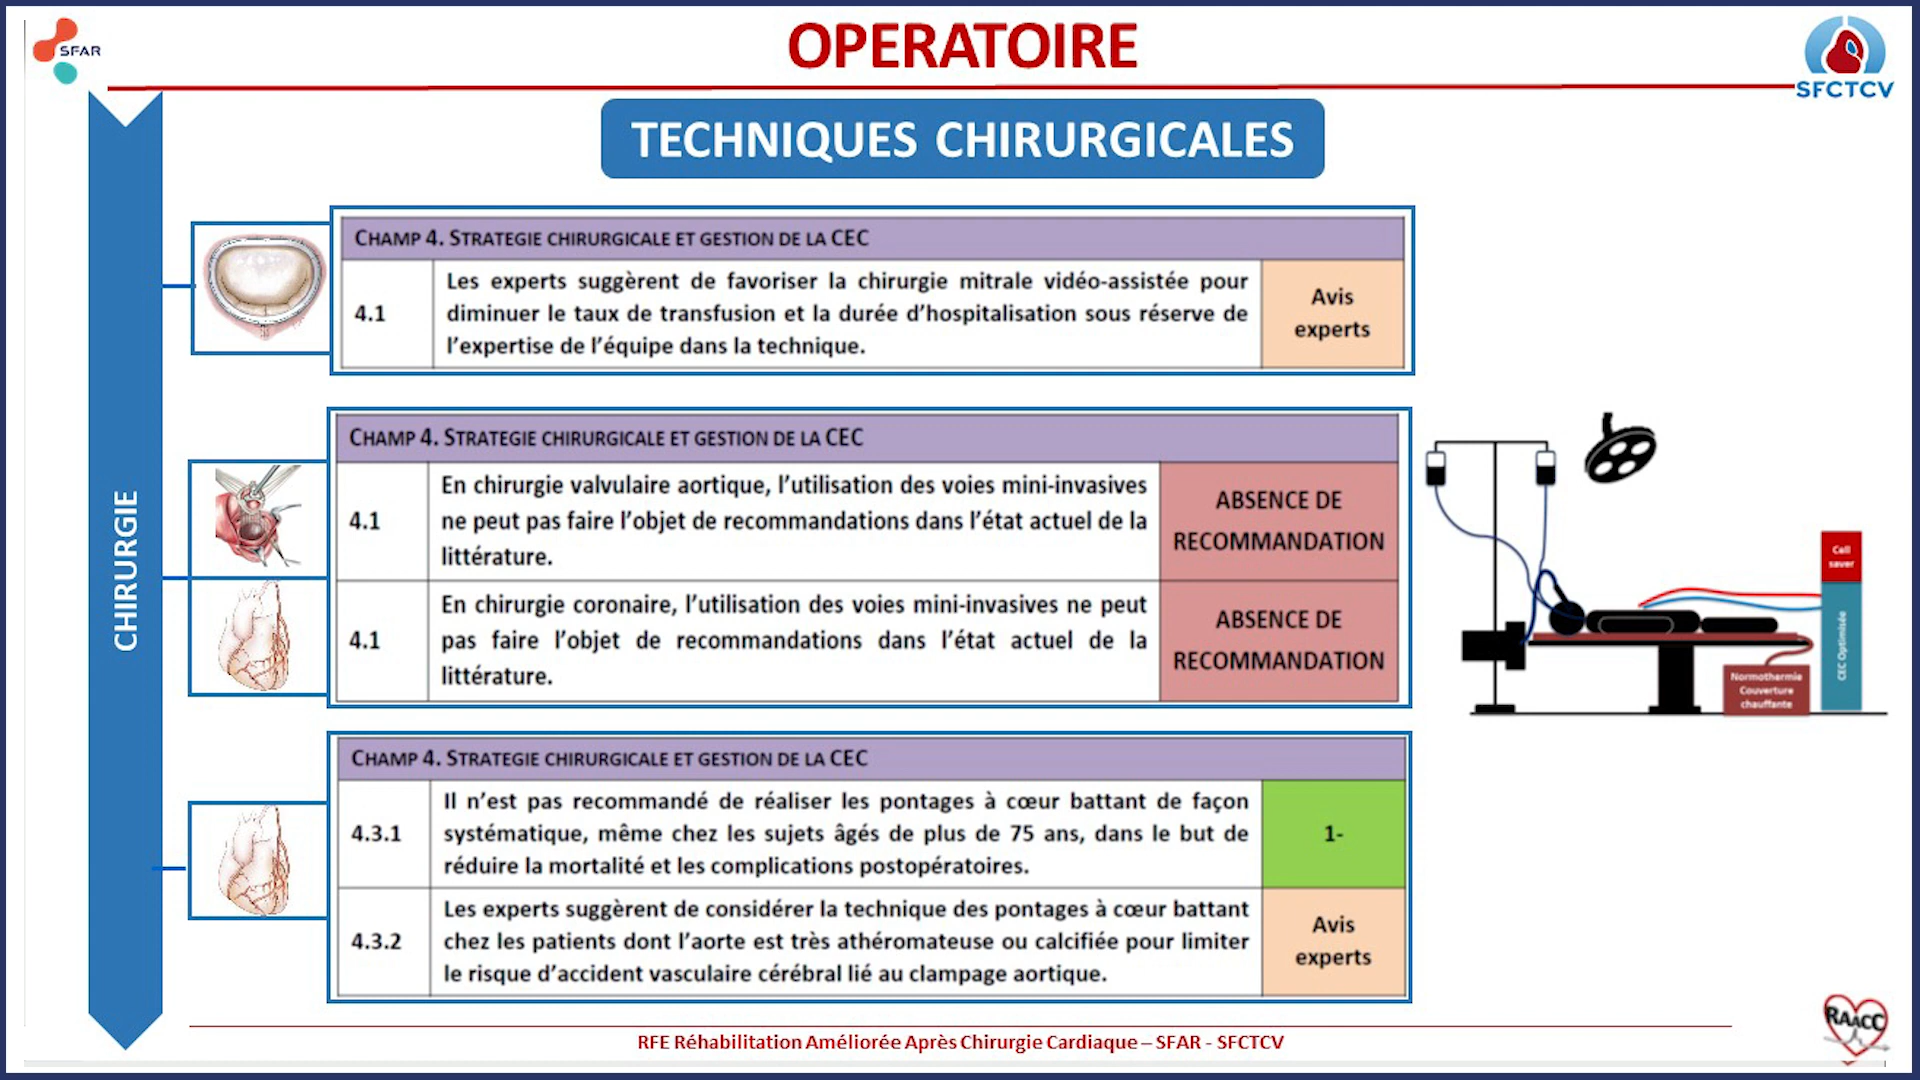 SFAR
OPERATOIRE
SFCTCV
TECHNIQUES CHIRURGICALES
CHIRURGIE
CHAMP 4. STRATEGIE CHIRURGICALE ET GESTION DE LA CEC
4.1
Les experts suggèrent de favoriser la chirurgie mitrale vidéo-assistée pour
diminuer le taux de transfusion et la durée d’hospitalisation sous réserve de
l’expertise de l’équipe dans la technique.
Avis
experts
CHAMP 4. STRATEGIE CHIRURGICALE ET GESTION DE LA CEC
4.1
En chirurgie valvulaire aortique, l’utilisation des voies mini-invasives
ne peut pas faire l’objet de recommandations dans l’état actuel de la
littérature.
ABSENCE DE
RECOMMANDATION
4.1
En chirurgie coronaire, l’utilisation des voies mini-invasives ne peut
pas faire l’objet de recommandations dans l’état actuel de la
littérature.
ABSENCE DE
RECOMMANDATION
Cell
saver
CEC Optimisée
Normothermie
Couverture
chauffante
CHAMP 4. STRATEGIE CHIRURGICALE ET GESTION DE LA CEC
4.3.1
Il n’est pas recommandé de réaliser les pontages à cœur battant de façon
systématique, même chez les sujets âgés de plus de 75 ans, dans le but de
réduire la mortalité et les complications postopératoires.
1-
4.3.2
Les experts suggèrent de considérer la technique des pontages à cœur battant
chez les patients dont l’aorte est très athéromateuse ou calcifiée pour limiter
le risque d’accident vasculaire cérébral lié au clampage aortique.
Avis
experts
RFE Réhabilitation Améliorée Après Chirurgie Cardiaque – SFAR - SFCTCV
RAACC